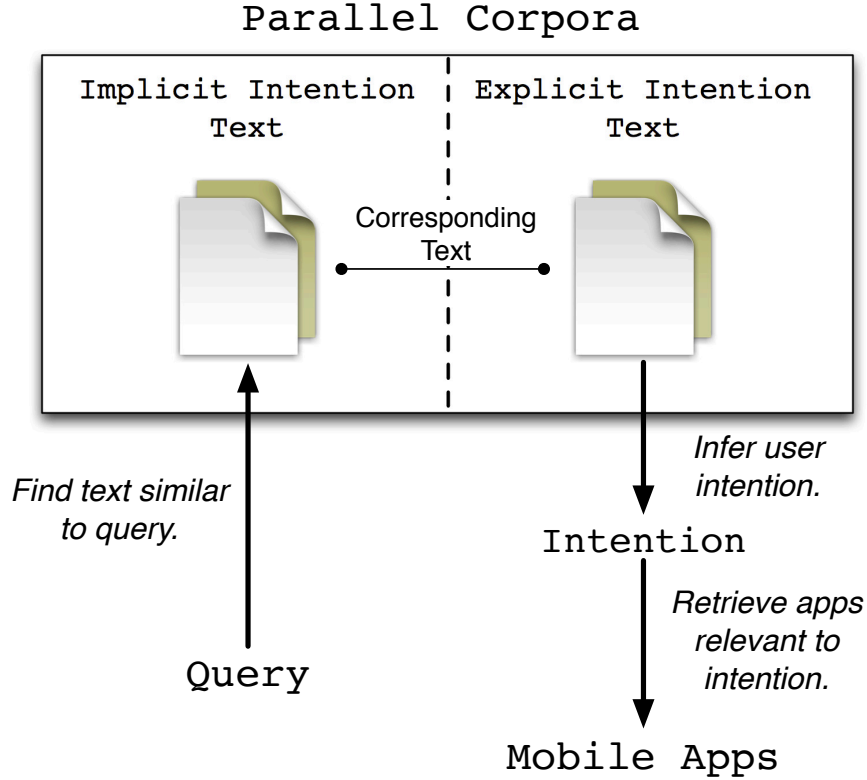 Parallel Corpora
Implicit Intention
Text
Explicit Intention
Text
Corresponding
Text
Find text similar
to query.
Query
Infer user
intention.
Intention
Retrieve apps
relevant to
intention.
Mobile Apps